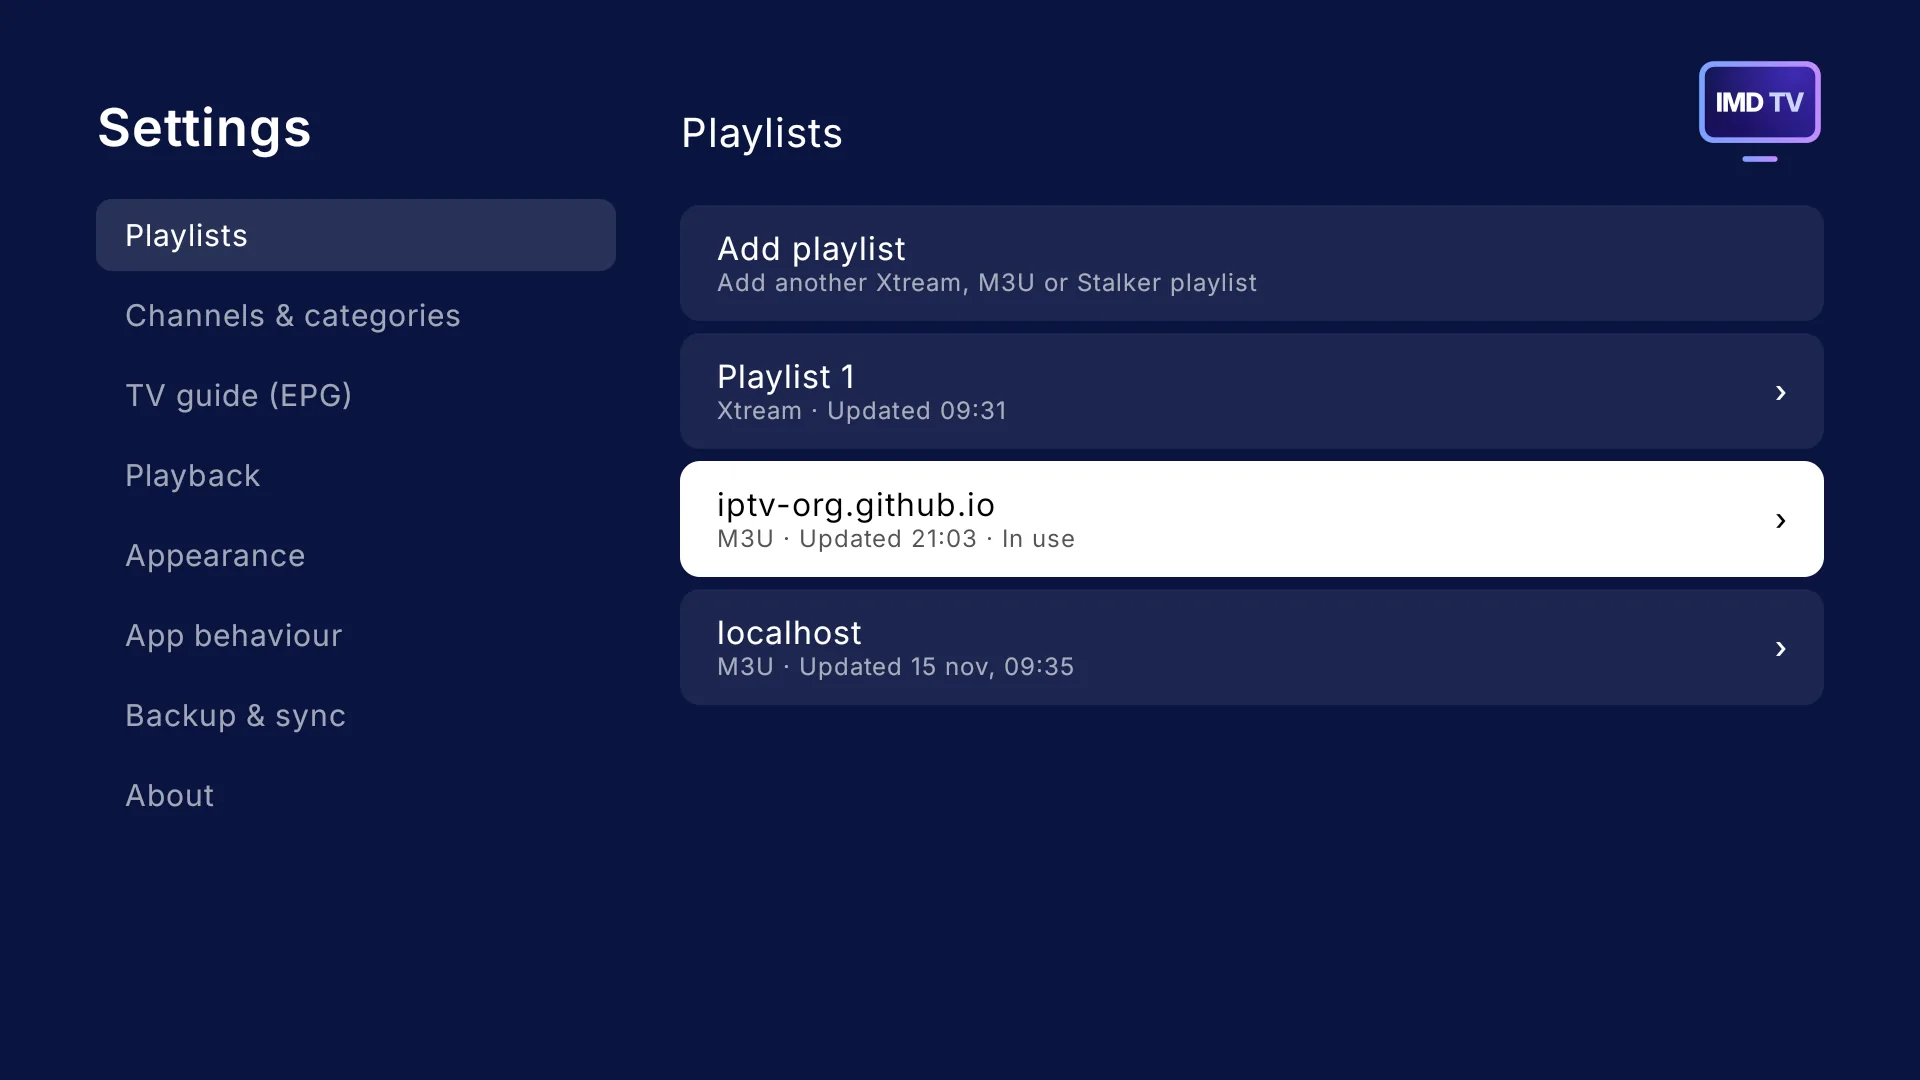 Settings
Playlists
Channels & categories
TV guide (EPG)
Playback
Appearance
App behaviour
Backup & sync
About
Playlists
IMD TV
Add playlist
Add another Xtream, M3U or Stalker playlist
Playlist 1
Xtream · Updated 09:31
›
iptv-org.github.io
M3U · Updated 21:03 · In use
›
localhost
M3U · Updated 15 nov, 09:35
›